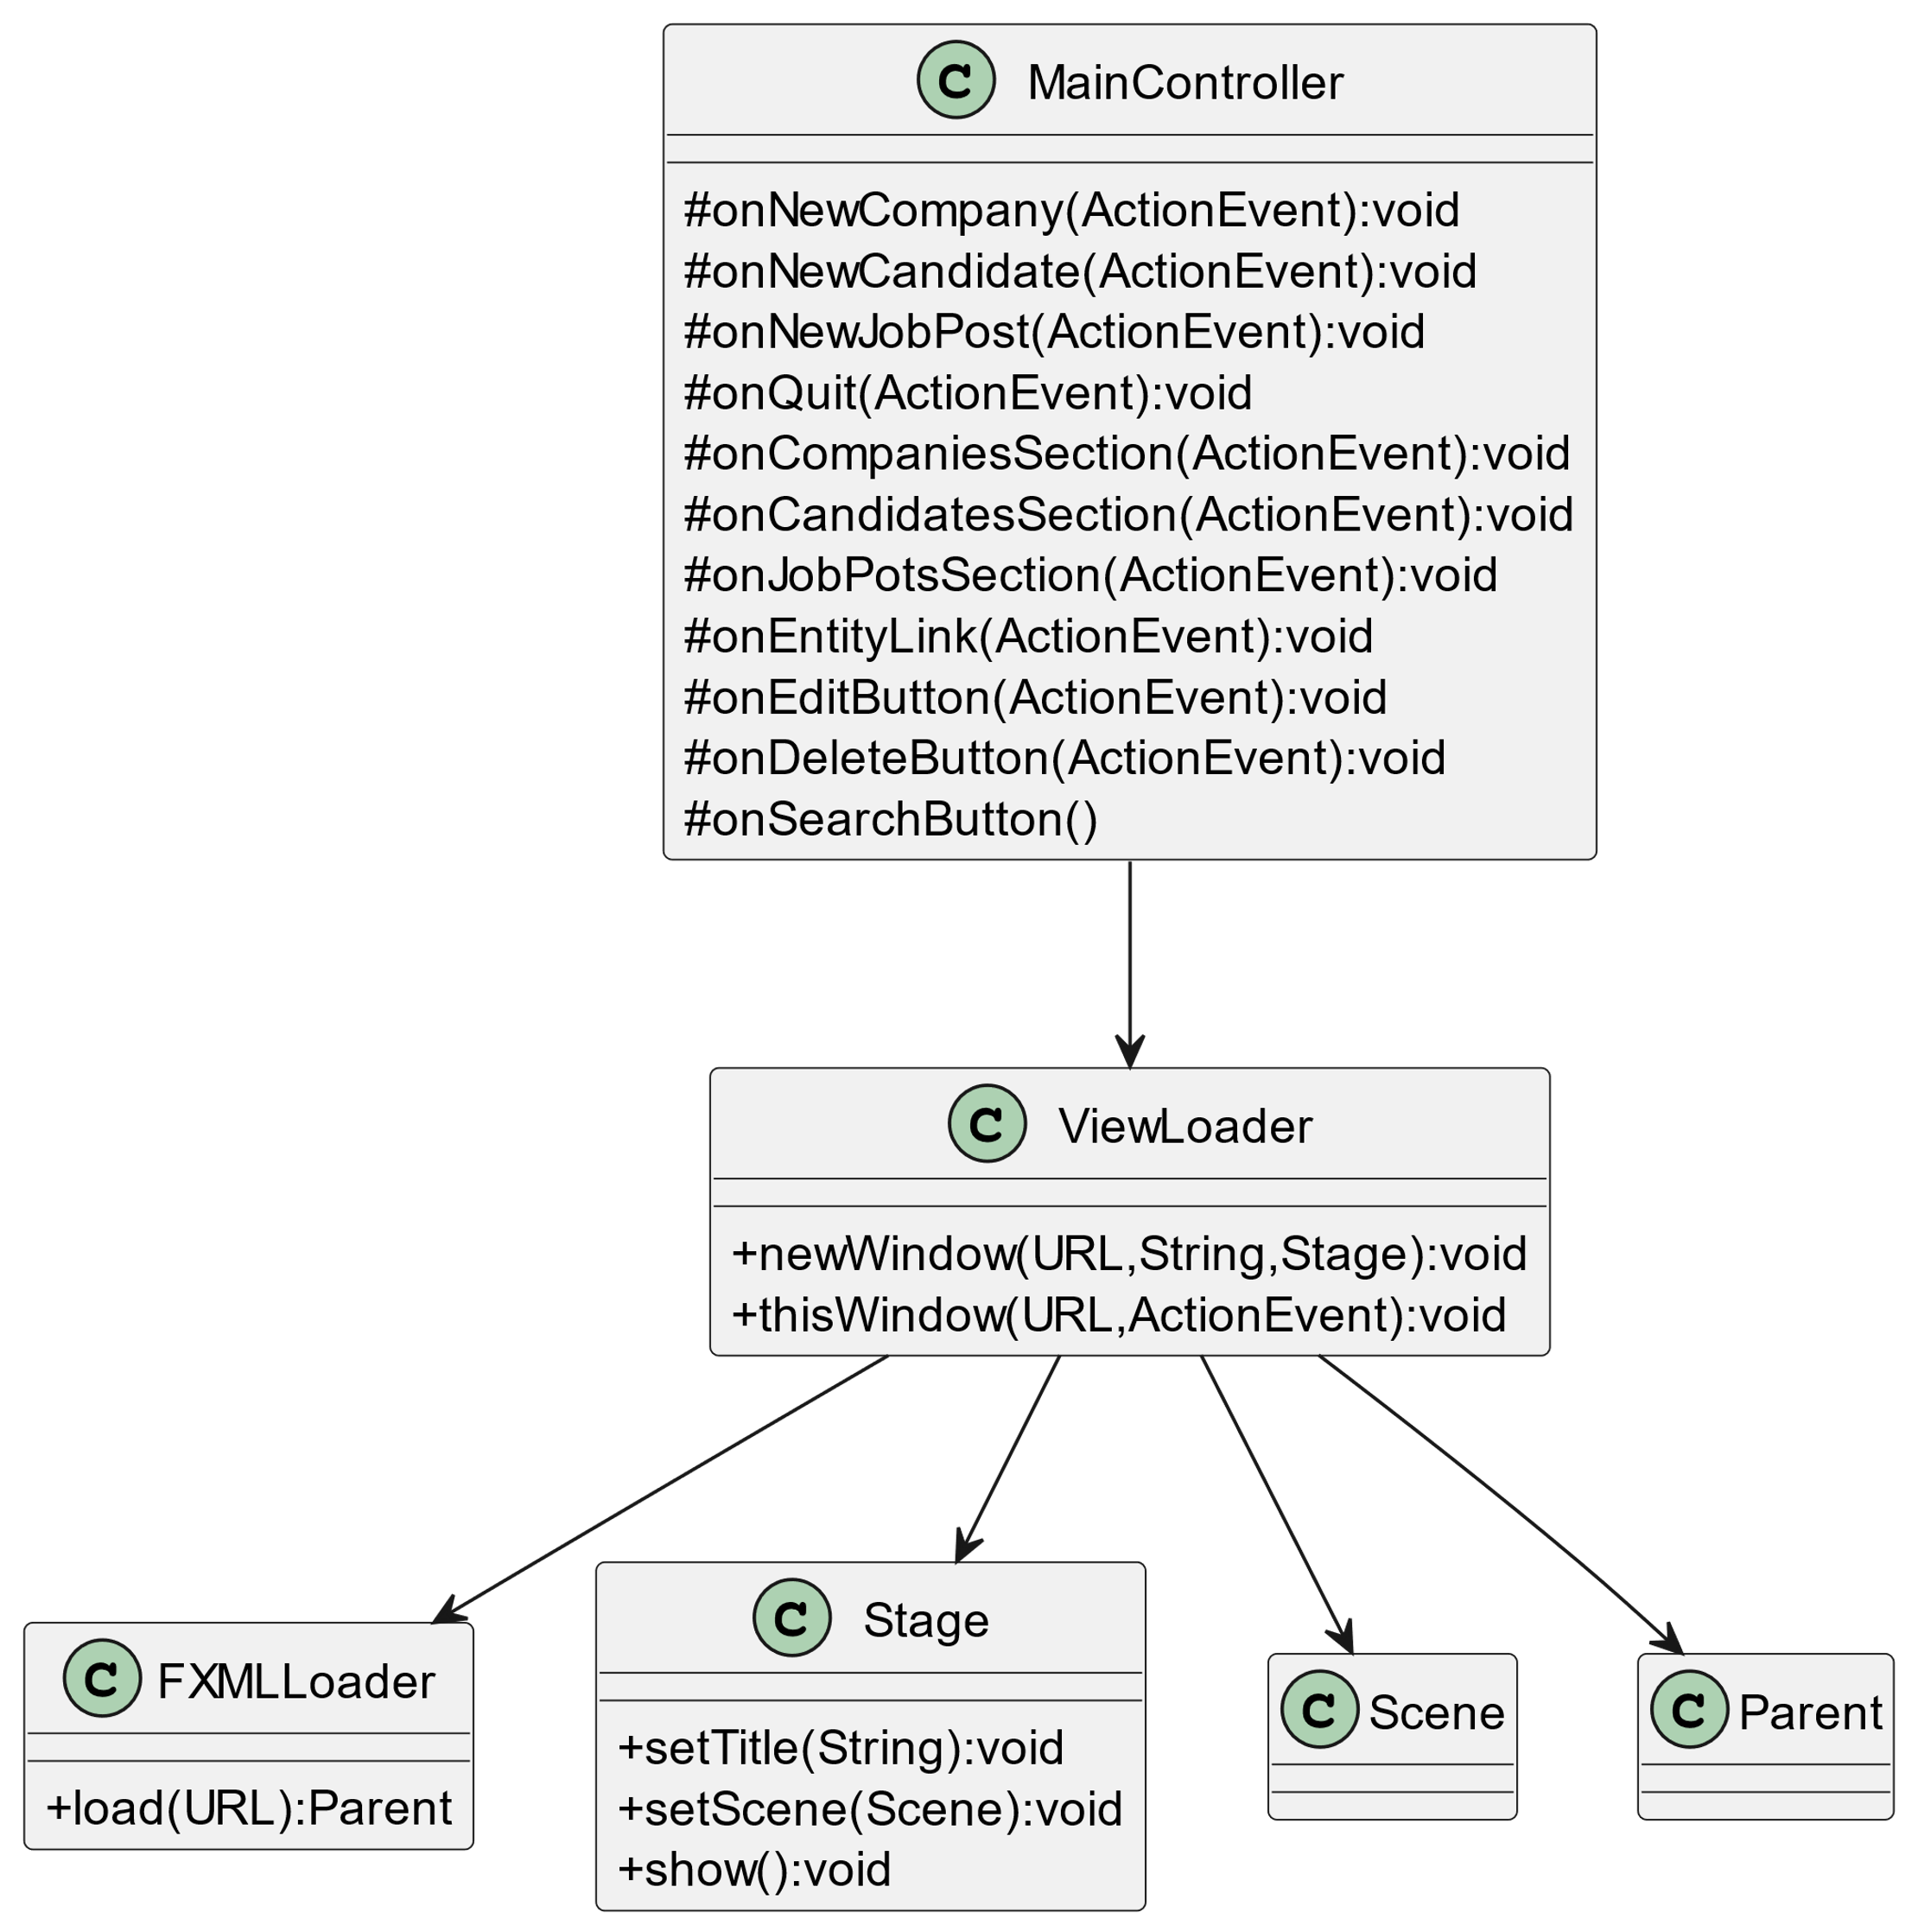 C MainController
#onNewCompany(ActionEvent):void
#onNewCandidate(ActionEvent):void
#onNewJobPost(ActionEvent):void
#onQuit(ActionEvent):void
#onCompaniesSection(ActionEvent):void
#onCandidatesSection(ActionEvent):void
#onJobPotsSection(ActionEvent):void
#onEntityLink(ActionEvent):void
#onEditButton(ActionEvent):void
#onDeleteButton(ActionEvent):void
#onSearchButton()
C ViewLoader
+newWindow(URL,String,Stage):void
+thisWindow(URL,ActionEvent):void
C FXMLLoader
+load(URL):Parent
C Stage
+setTitle(String):void
+setScene(Scene):void
+show():void
C Scene
C Parent